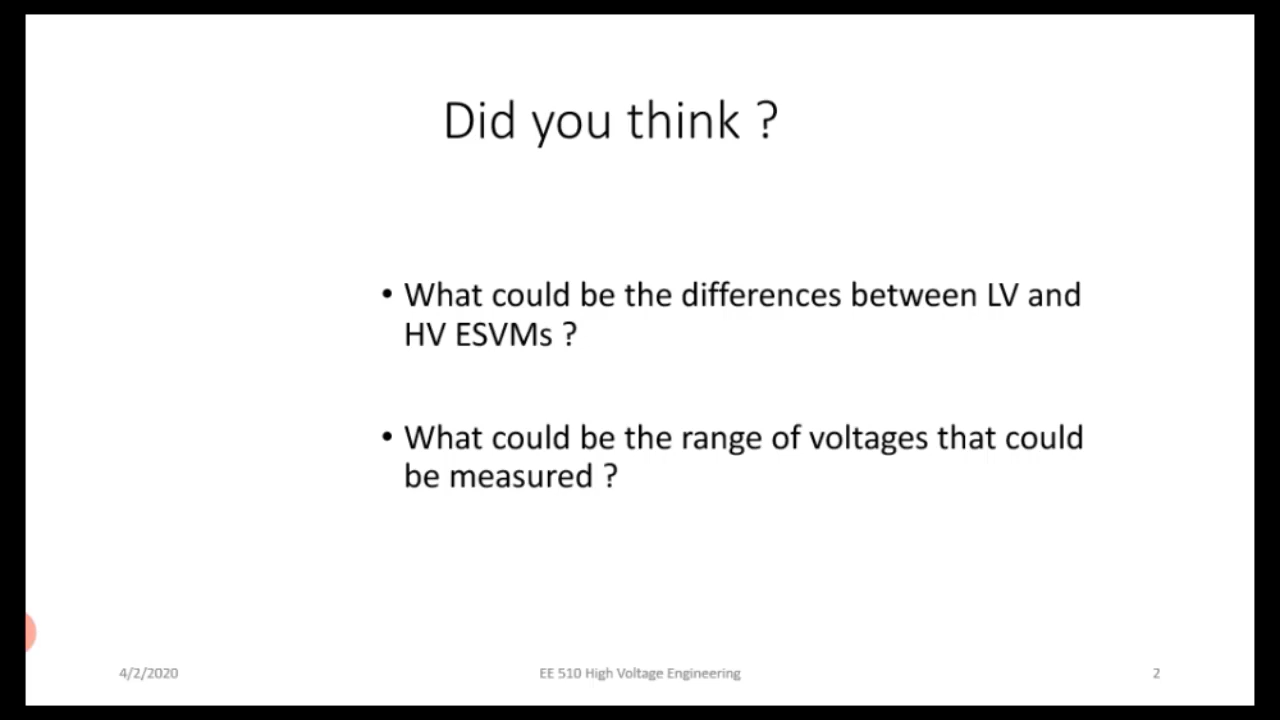 Did you think ?
• What could be the differences between LV and
HV ESVMs ?
• What could be the range of voltages that could
be measured ?
4/2/2020
EE 510 High Voltage Engineering
2